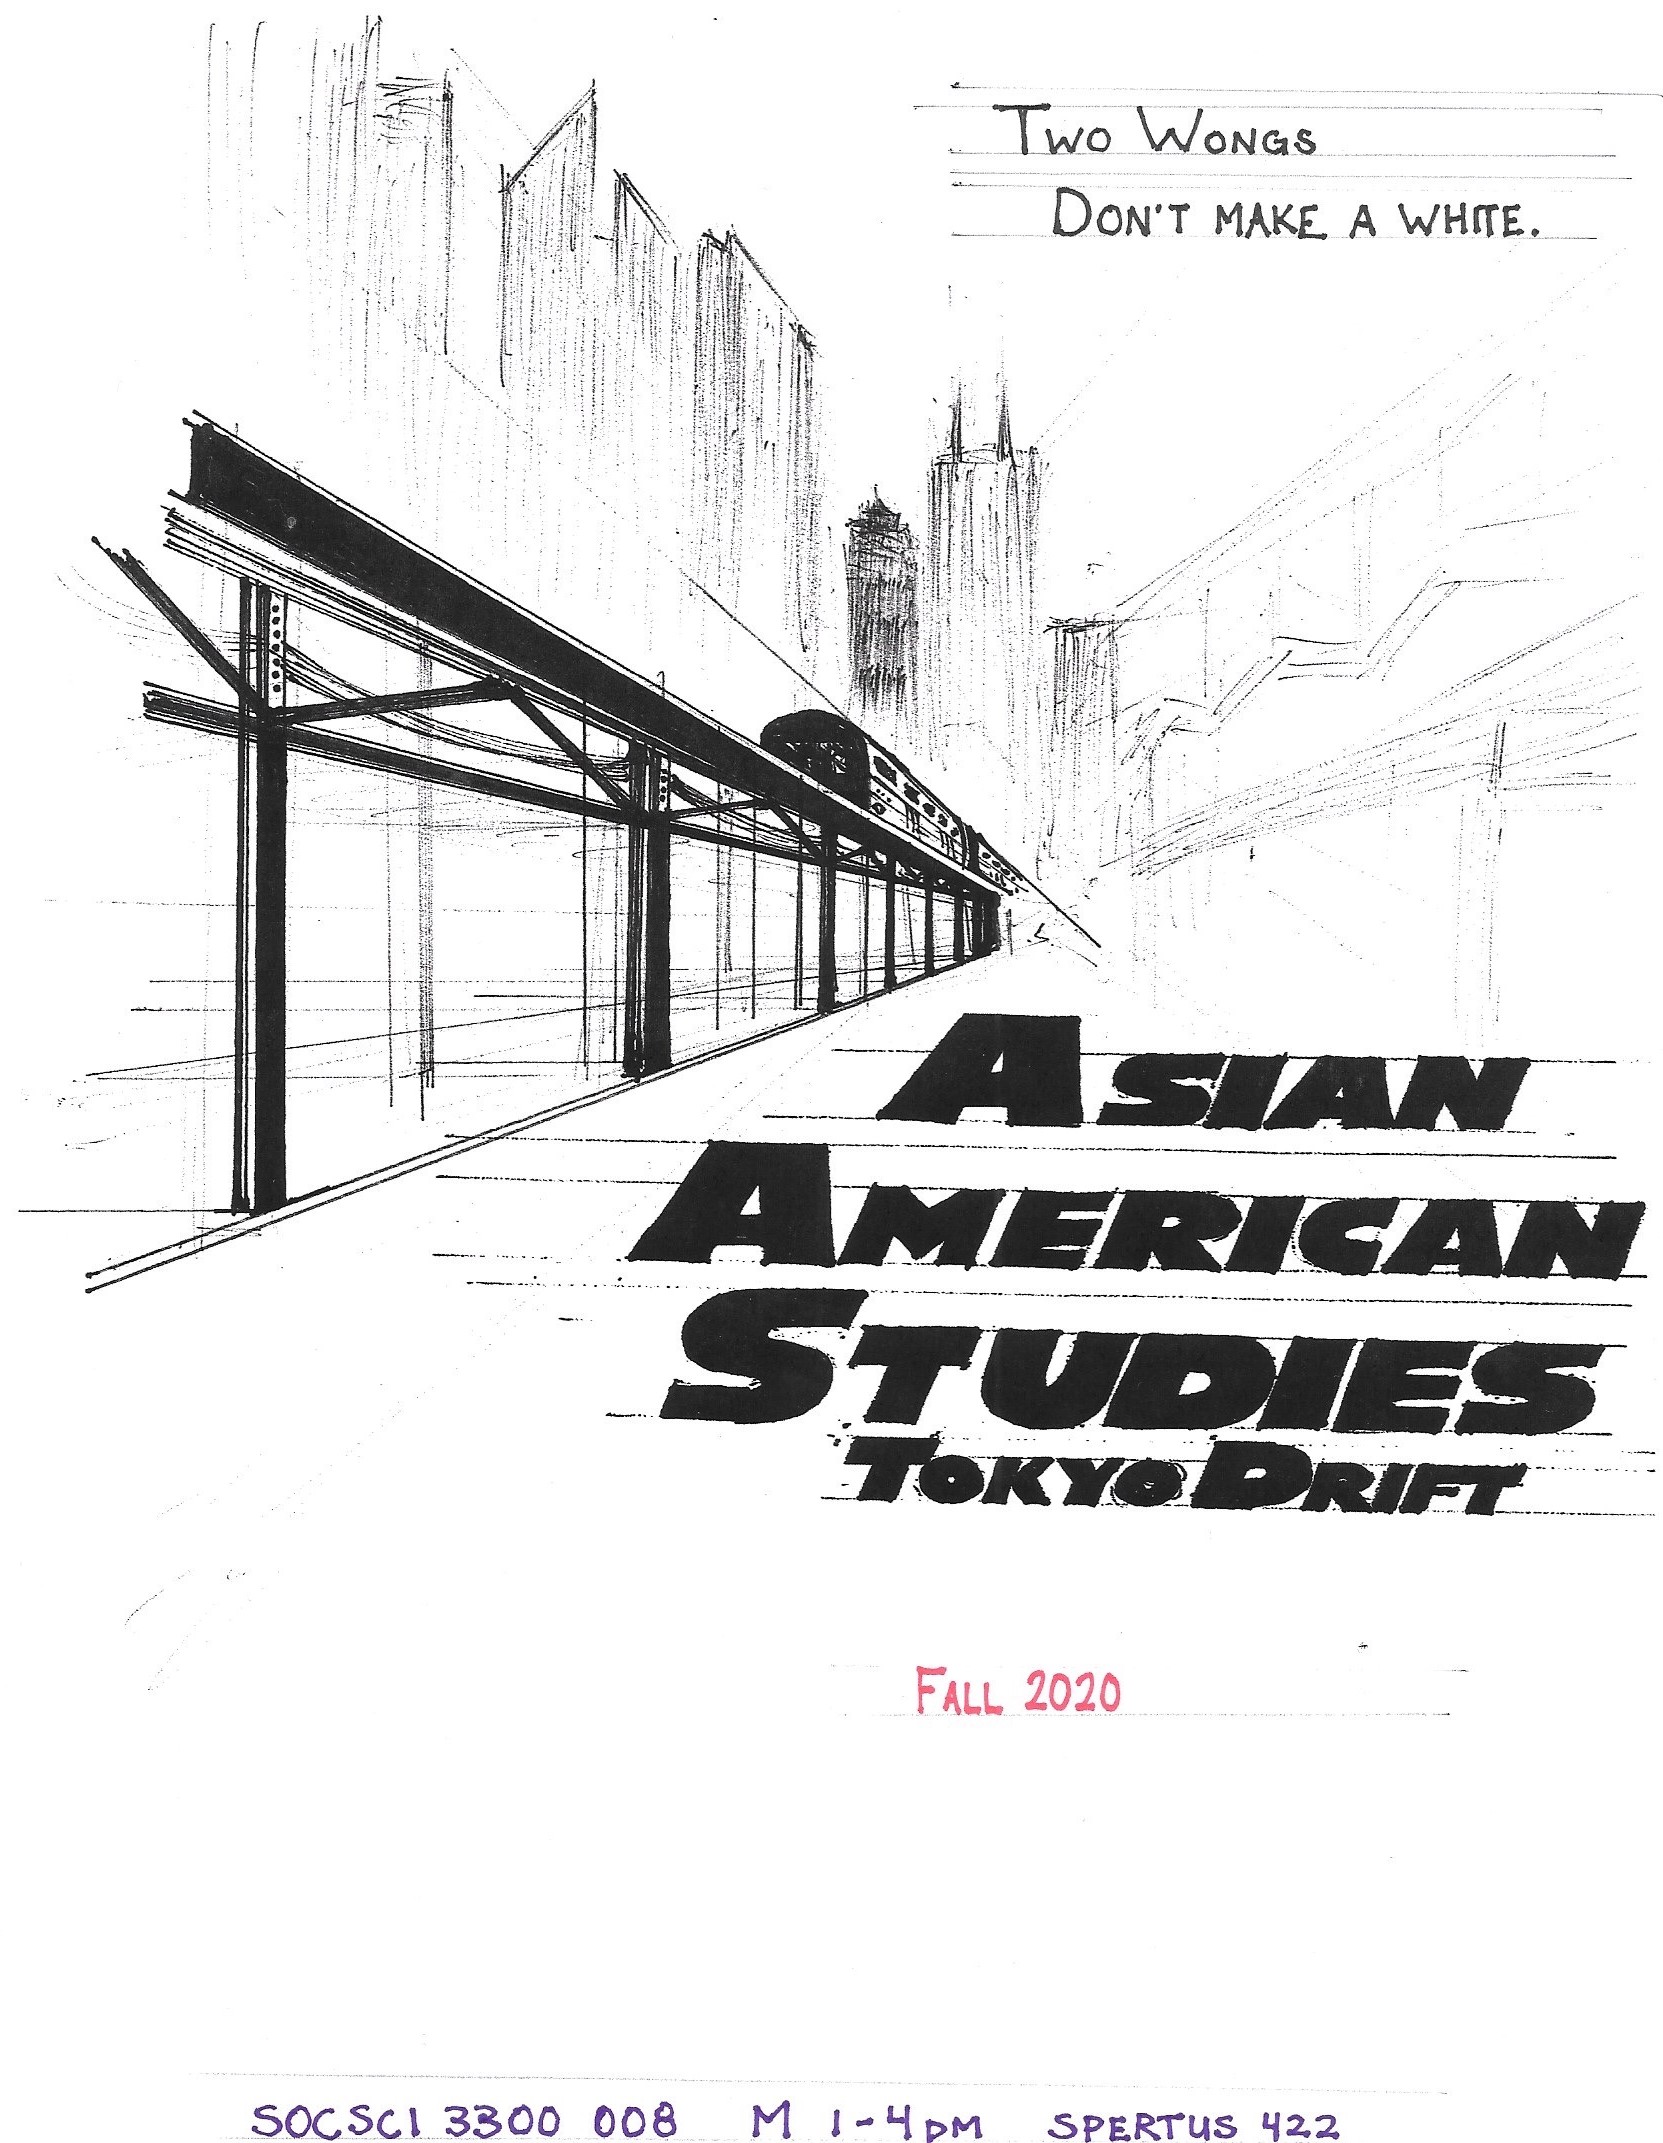 TWO WONGS
DON'T MAKE A WHITE.
ASIAN
AMERICAN
STUDIES
TOKYO DRIFT
FALL 2020
SOCSCI 3300 008 M 1-4PM SPERTUS 422